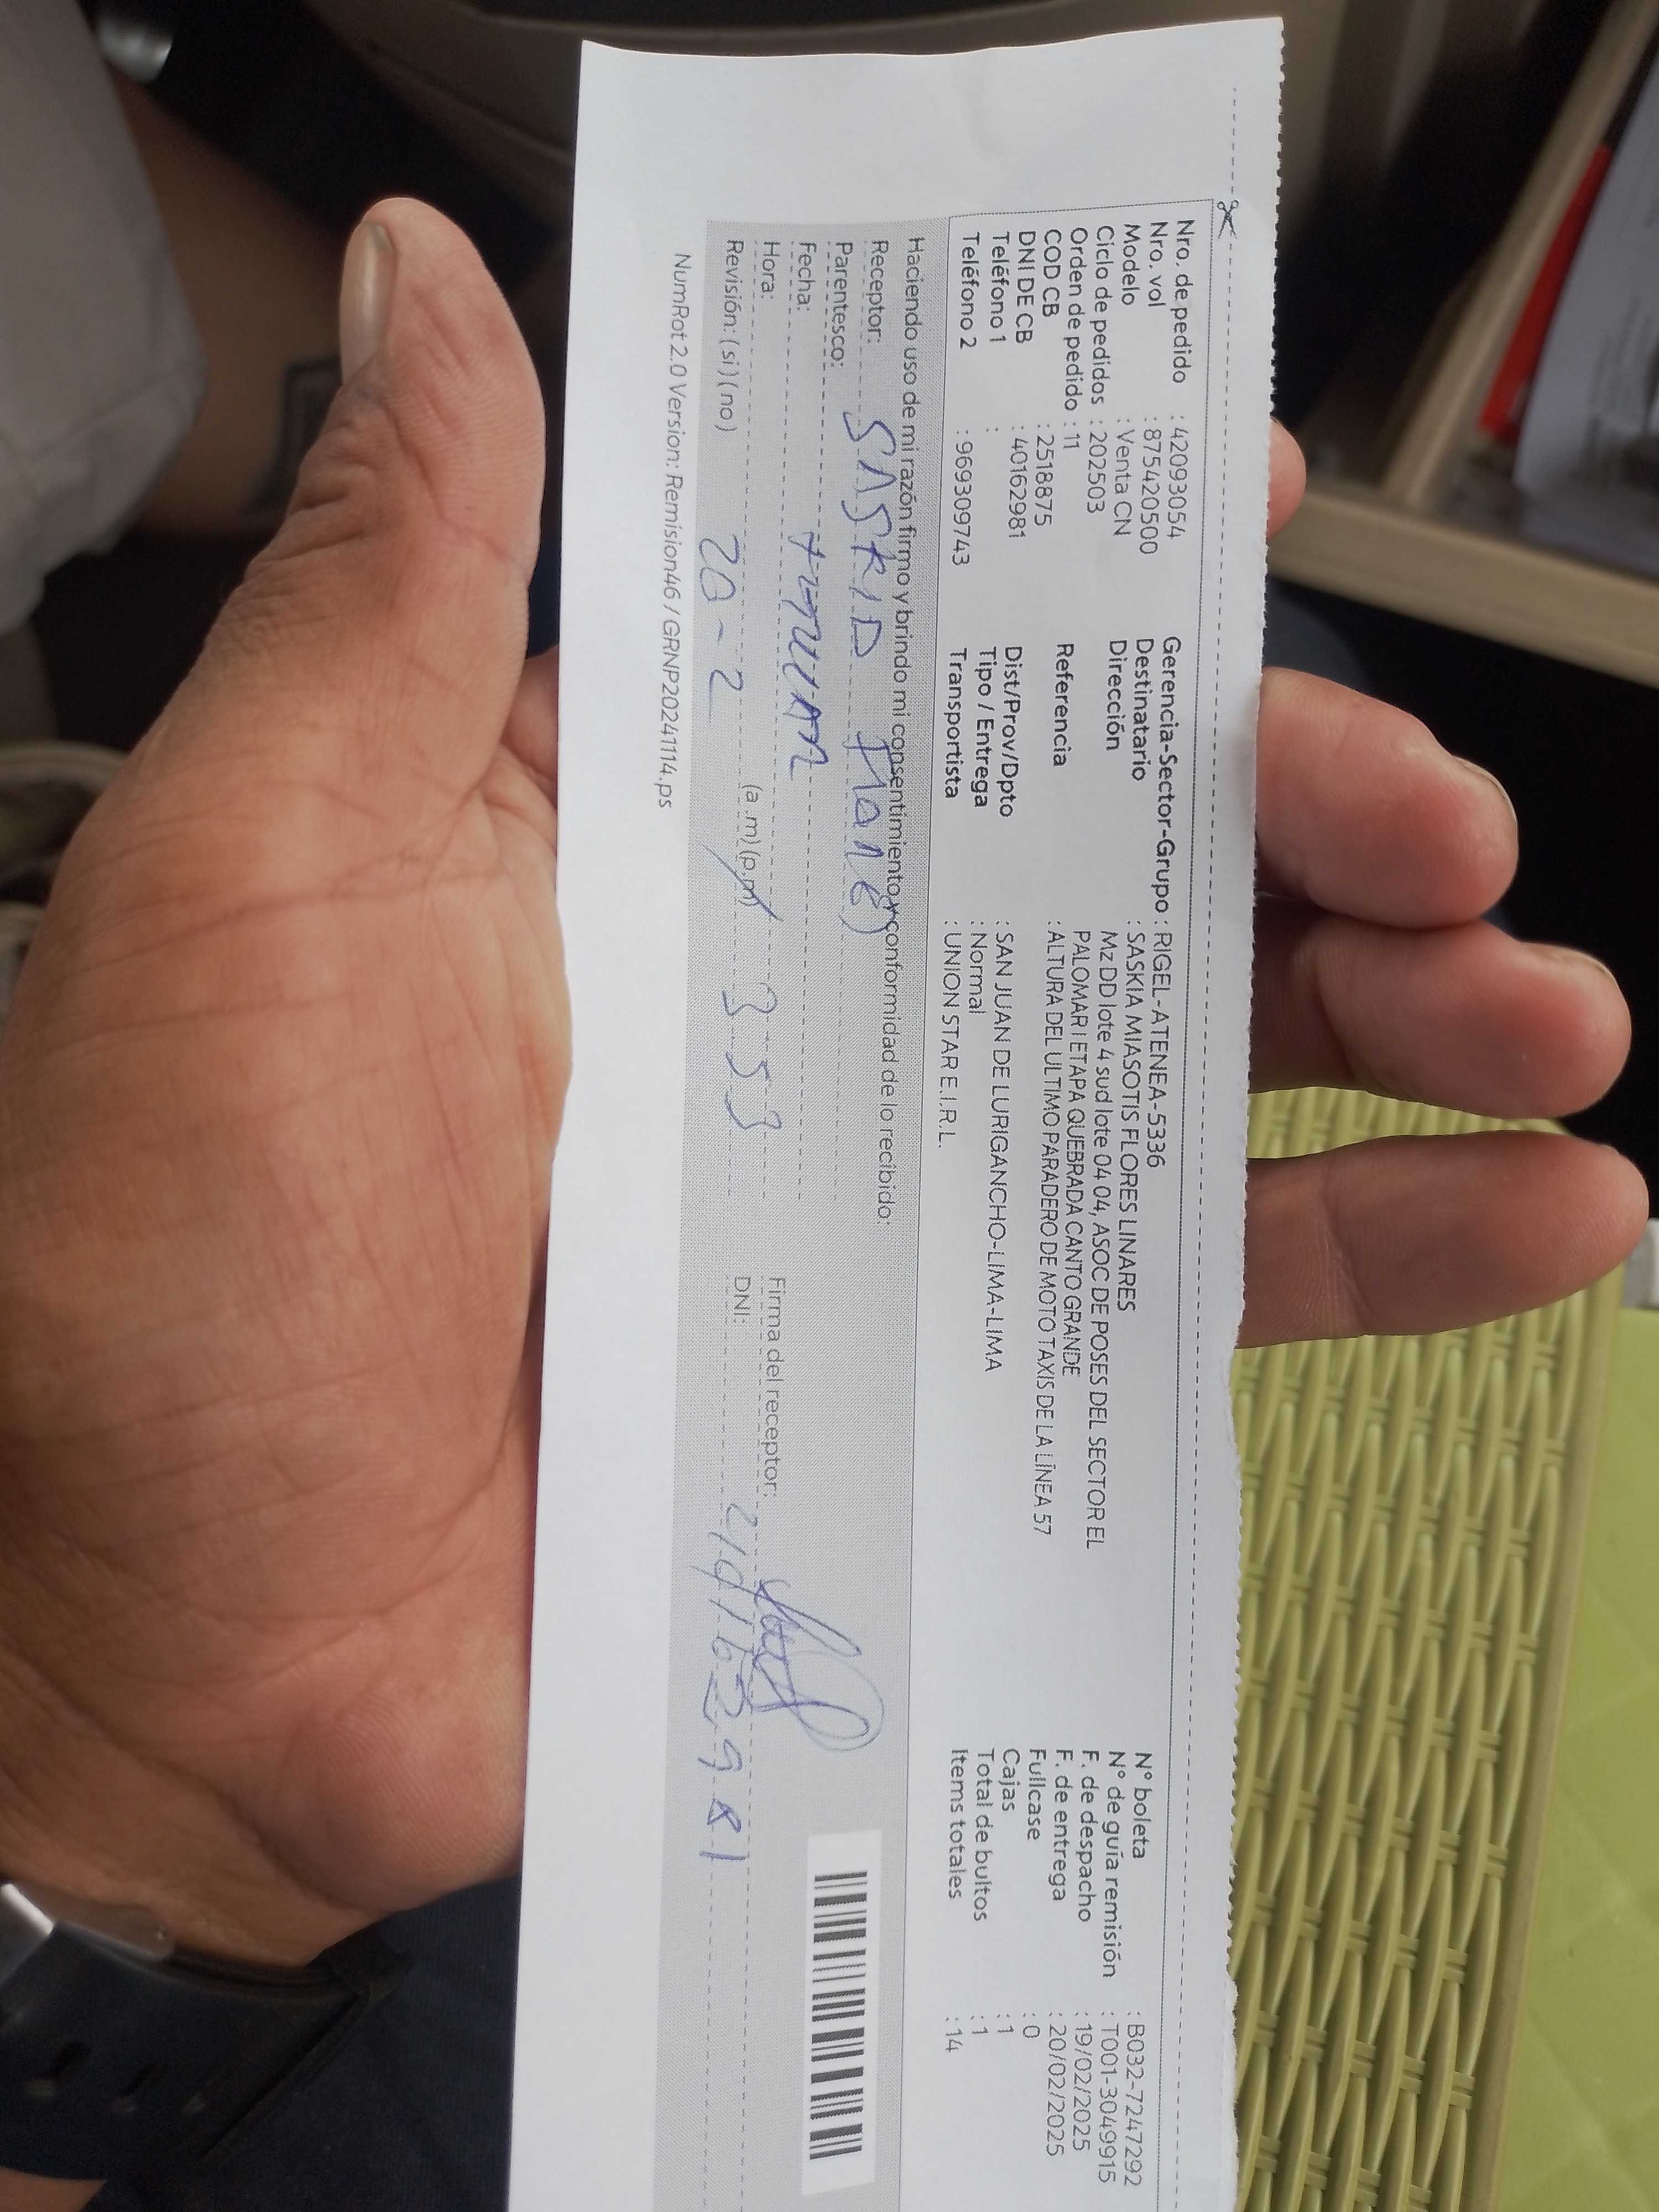 Nro. de pedido : 42093054
Nro. vol : 875420500
Modelo : Venta CN
Ciclo de pedidos : 202503
Orden de pedido : 11
COD CB : 2518875
DNI DE CB : 40162981
Teléfono 1 :
Teléfono 2 : 969309743
Gerencia-Sector-Grupo : RIGEL-ATENEA-5336
Destinatario : SASKIA MIASOTIS FLORES LINARES
Dirección Mz DD lote 4 sud lote 04 04, ASOC DE POSES DEL SECTOR EL
PALOMAR I ETAPA QUEBRADA CANTO GRANDE
Referencia : ALTURA DEL ULTIMO PARADERO DE MOTO TAXIS DE LA LÍNEA 57
Dist/Prov/Dpto : SAN JUAN DE LURIGANCHO-LIMA-LIMA
Tipo / Entrega : Normal
Transportista : UNION STAR E.I.R.L.
N° boleta : B032-7247292
N° de guía remisión : T001-3049915
F. de despacho : 19/02/2025
F. de entrega : 20/02/2025
Fullcase : 0
Cajas : 1
Total de bultos : 1
Items totales : 14
Haciendo uso de mi razón firmo y brindo mi consentimiento y conformidad de lo recibido:
Receptor:
Parentesco:
Fecha:
Hora: (a.m)(p.m) 3 53
Revisión: (si)(no) 20-2
Firma del receptor:
DNI: 40162981
NumRot 2.0 Version: Remision46 / GRNP20241114.ps